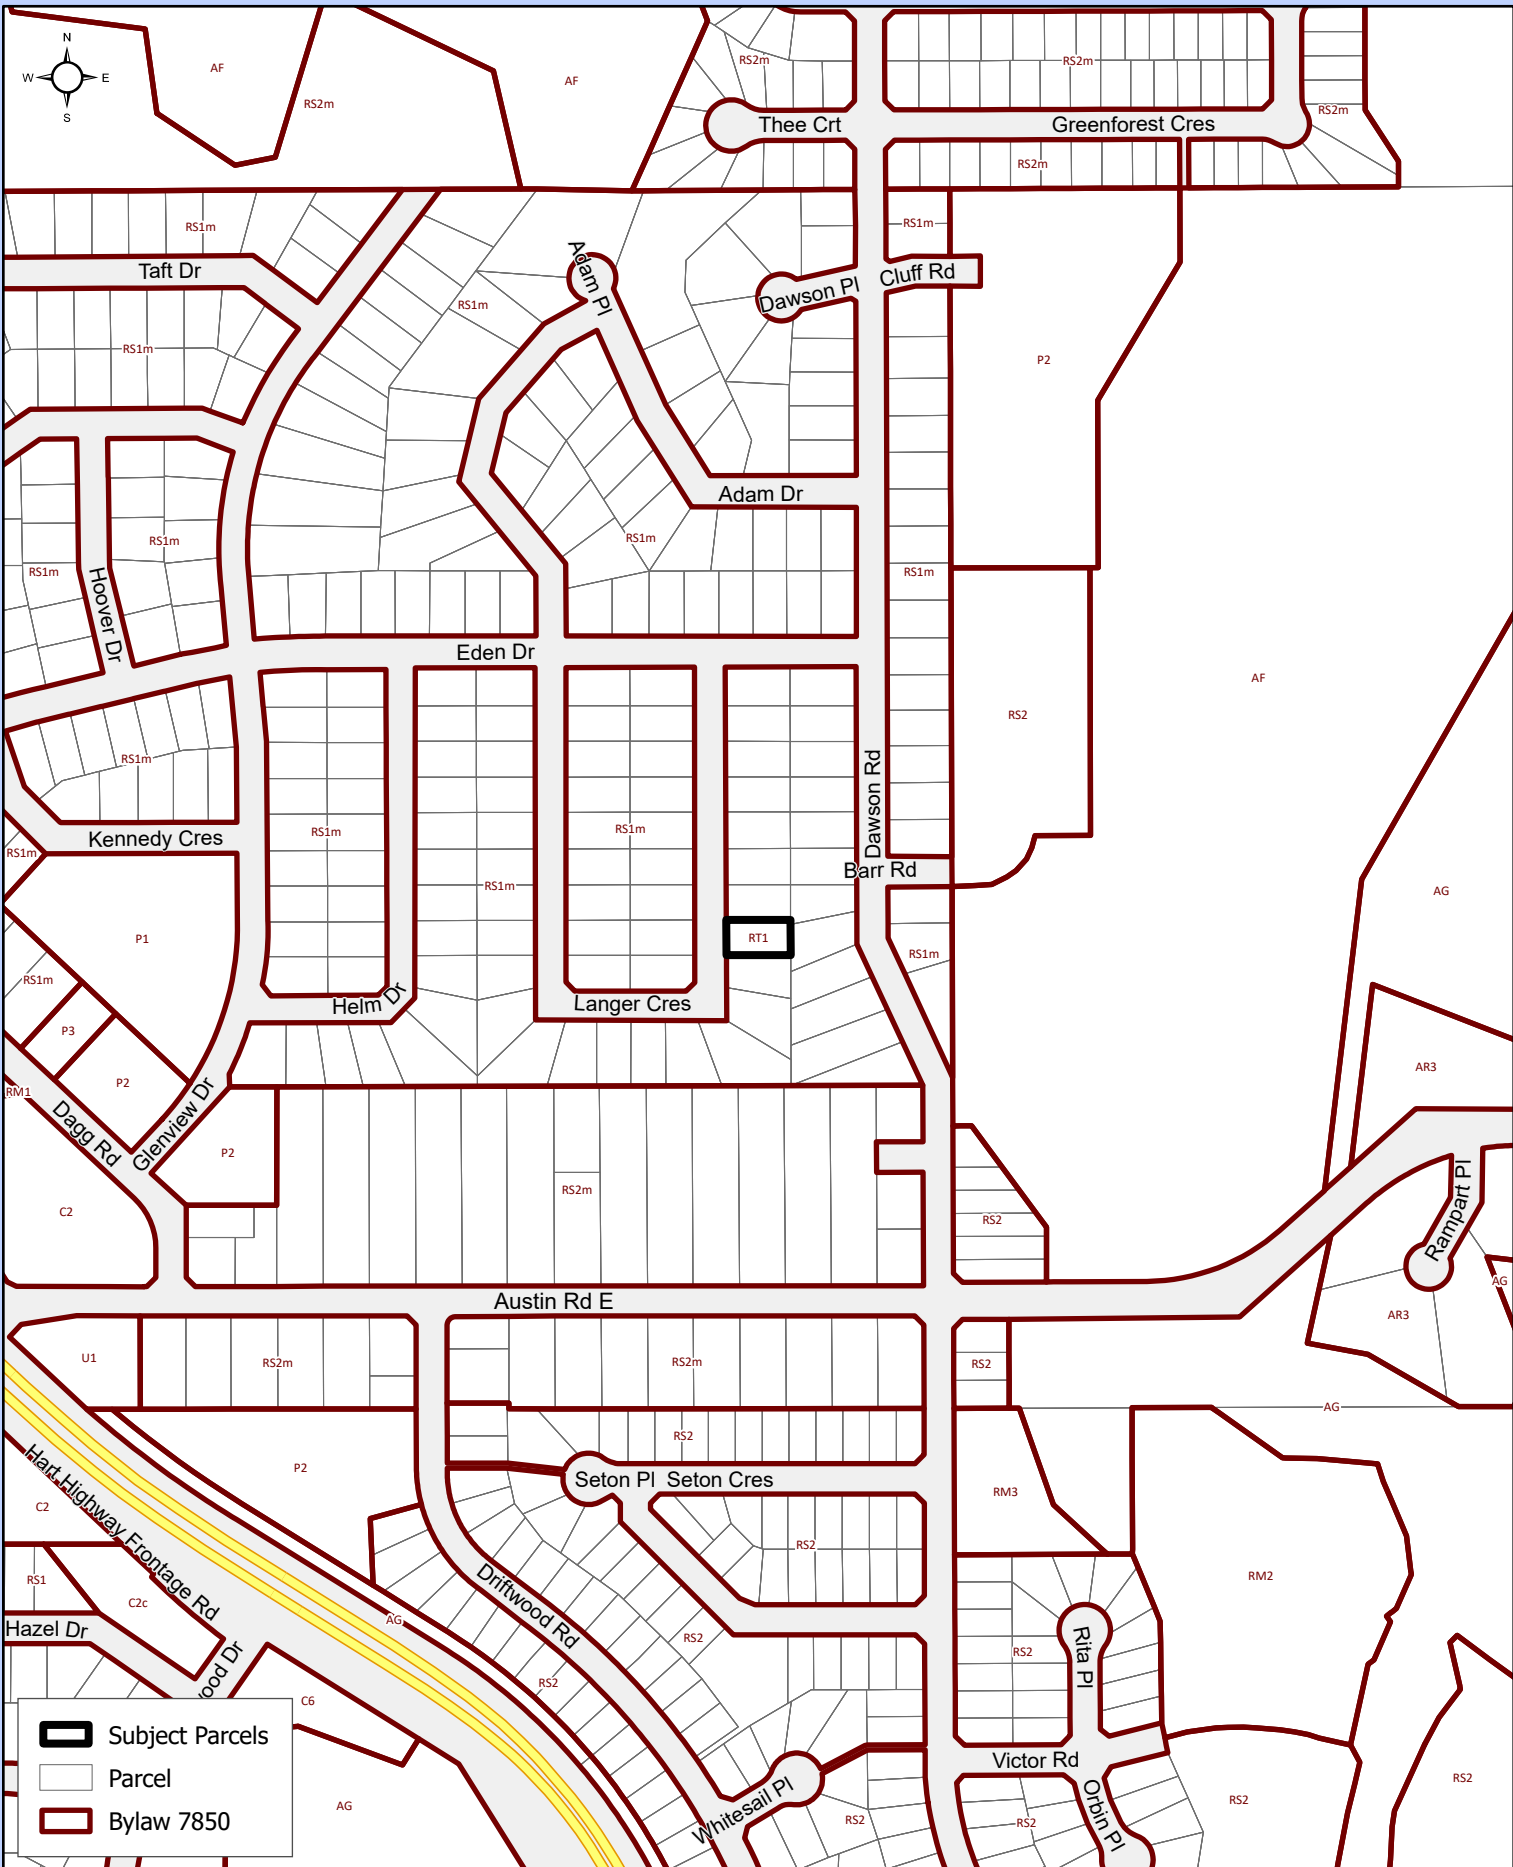 N
W E
S
AF
RS2m
AF
RS2m
RS2m
RS2m
Thee Crt
Greenforest Cres
RS2m
RS1m
RS1m
Taft Dr
Adam Pl
Dawson Pl
Cluff Rd
RS1m
RS1m
P2
Adam Dr
RS1m
RS1m
RS1m
RS1m
Hoover Dr
Eden Dr
AF
RS2
RS1m
Dawson Rd
Kennedy Cres
RS1m
RS1m
RS1m
Barr Rd
RS1m
AG
P1
RT1
RS1m
RS1m
Helm Dr
Langer Cres
P3
P2
RM1
AR3
Dagg Rd
Glenview Dr
P2
RS2m
C2
RS2
Rampart Pl
AG
Austin Rd E
AR3
U1
RS2m
RS2m
RS2
AG
RS2
P2
Seton Pl
Seton Cres
RM3
C2
Hart Highway Frontage Rd
RS2
RM2
RS1
C2c
Driftwood Rd
AG
Hazel Dr
RS2
RS2
Rita Pl
RS2
ood Dr
C6
Victor Rd
RS2
Whitesail Pl
RS2
RS2
Orbin Pl
RS2
AG
Subject Parcels
Parcel
Bylaw 7850